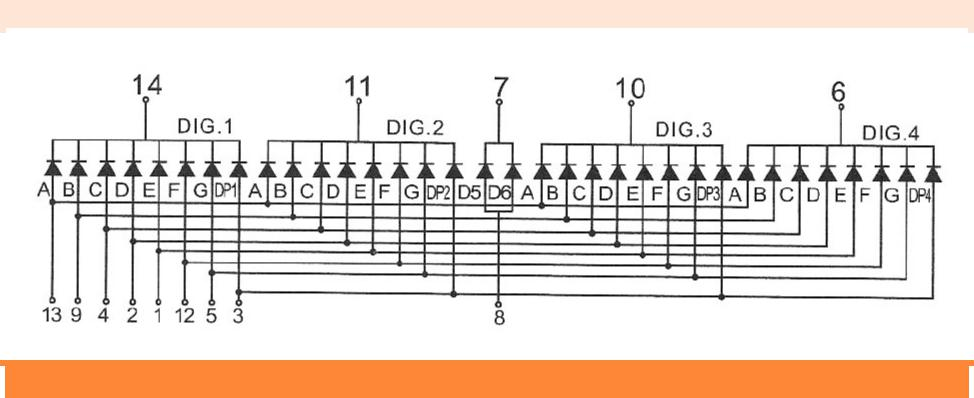 14 11 7 10 6
DIG.1 DIG.2 DIG.3 DIG.4
A B C D E F G DP1 A B C D E F G DP2 D5 D6 A B C D E F G DP3 A B C D E F G DP4
13 9 4 2 1 12 5 3 8